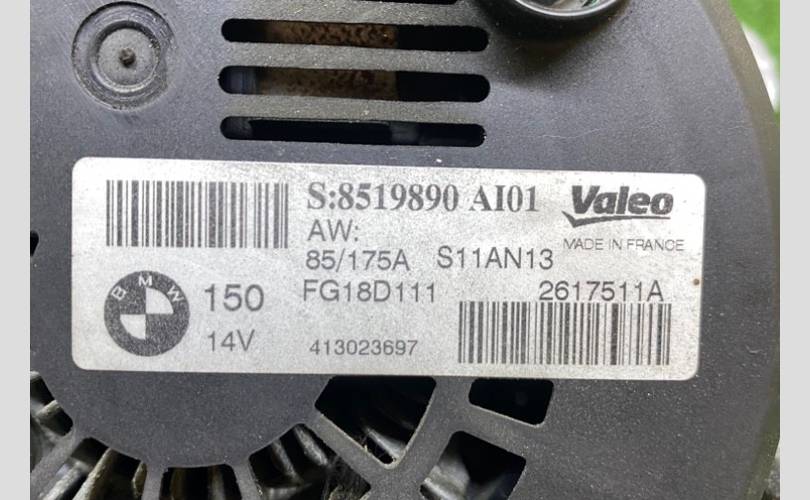 S:8519890 AI01
Valeo
AW:
MADE IN FRANCE
85/175A S11AN13
BMW
150
FG18D111
2617511A
14V
413023697